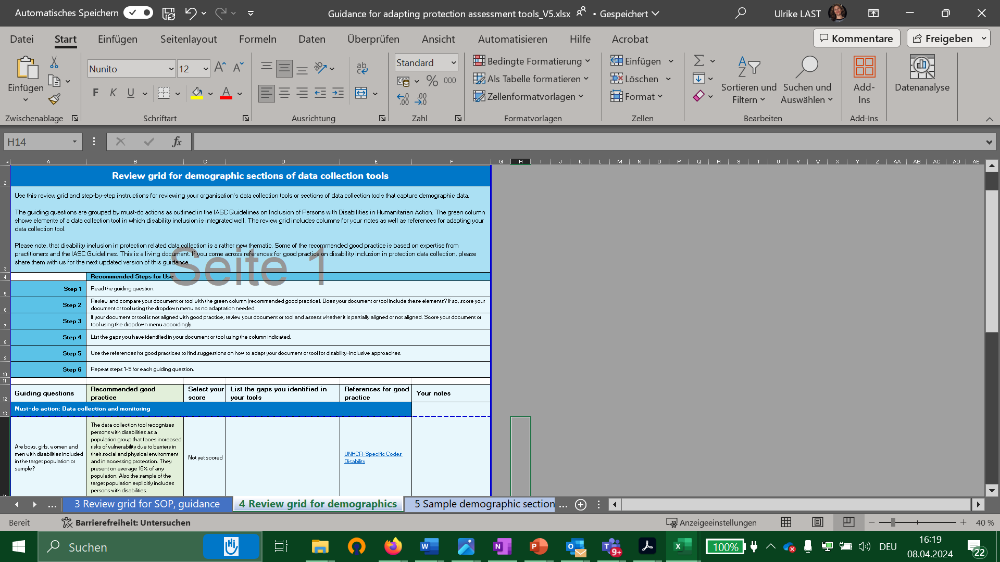 Automatisches Speichern
Guidance for adapting protection assessment tools_V5.xlsx
• Gespeichert
Ulrike LAST
Datei
Start
Einfügen
Seitenlayout
Formeln
Daten
Überprüfen
Ansicht
Automatisieren
Hilfe
Acrobat
Kommentare
Freigeben
Einfügen
Zwischenablage
Nunito
12
F K U
Schriftart
Ausrichtung
Standard
% 000
Zahl
Bedingte Formatierung
Als Tabelle formatieren
Zellenformatvorlagen
Formatvorlagen
Einfügen
Löschen
Format
Zellen
Sortieren und
Filtern
Suchen und
Auswählen
Bearbeiten
Add-
Ins
Add-Ins
Datenanalyse
H14
fx
A B C D E F G H I J K L M N O P Q R S T U V W X Y Z AA AB AC AD AE
2
Review grid for demographic sections of data collection tools
Use this review grid and step-by-step instructions for reviewing your organisation's data collection tools or sections of data collection tools that capture demographic data.
The guiding questions are grouped by must-do actions as outlined in the IASC Guidelines on Inclusion of Persons with Disabilities in Humanitarian Action. The green column
shows elements of a data collection tool in which disability inclusion is integrated well. The review grid includes columns for your notes as well as references for adapting your
data collection tool.
Please note, that disability inclusion in protection related data collection is a rather new thematic. Some of the recommended good practice is based on expertise from
practitioners and the IASC Guidelines. This is a living document. If you come across references for good practice on disability inclusion in protection data collection, please
share them with us for the next updated version of this guidance.
3
Seite 1
4
Recommended Steps for Use
5
Step 1
Read the guiding question.
6
Step 2
Review and compare your document or tool with the green column (recommended good practice). Does your document or tool include these elements? If so, score your
document or tool using the dropdown menu as no adaptation needed.
7
Step 3
If your document or tool is not aligned with good practice, review your document or tool and assess whether it is partially aligned or not aligned. Score your document or
tool using the dropdown menu accordingly.
8
Step 4
List the gaps you have identified in your document or tool using the column indicated.
9
Step 5
Use the references for good practices to find suggestions on how to adapt your document or tool for disability-inclusive approaches.
10
Step 6
Repeat steps 1-5 for each guiding question.
11
12
Guiding questions
Recommended good
practice
Select your
score
List the gaps you identified in
your tools
References for good
practice
Your notes
13
Must-do action: Data collection and monitoring
Are boys, girls, women and
men with disabilities included
in the target population or
sample?
The data collection tool recognises
persons with disabilities as a
population group that faces increased
risks of vulnerability due to barriers in
their social and physical environment
and in accessing protection. They
present on average 16% of any
population. Also the sample of the
target population explicitly includes
persons with disabilities.
Not yet scored
UNHCR-Specific Codes
Disability
...
3 Review grid for SOP, guidance
4 Review grid for demographics
5 Sample demographic section
...
Bereit
Barrierefreiheit: Untersuchen
Anzeigeeinstellungen
40 %
Suchen
9+
100%
DEU
16:19
08.04.2024
22